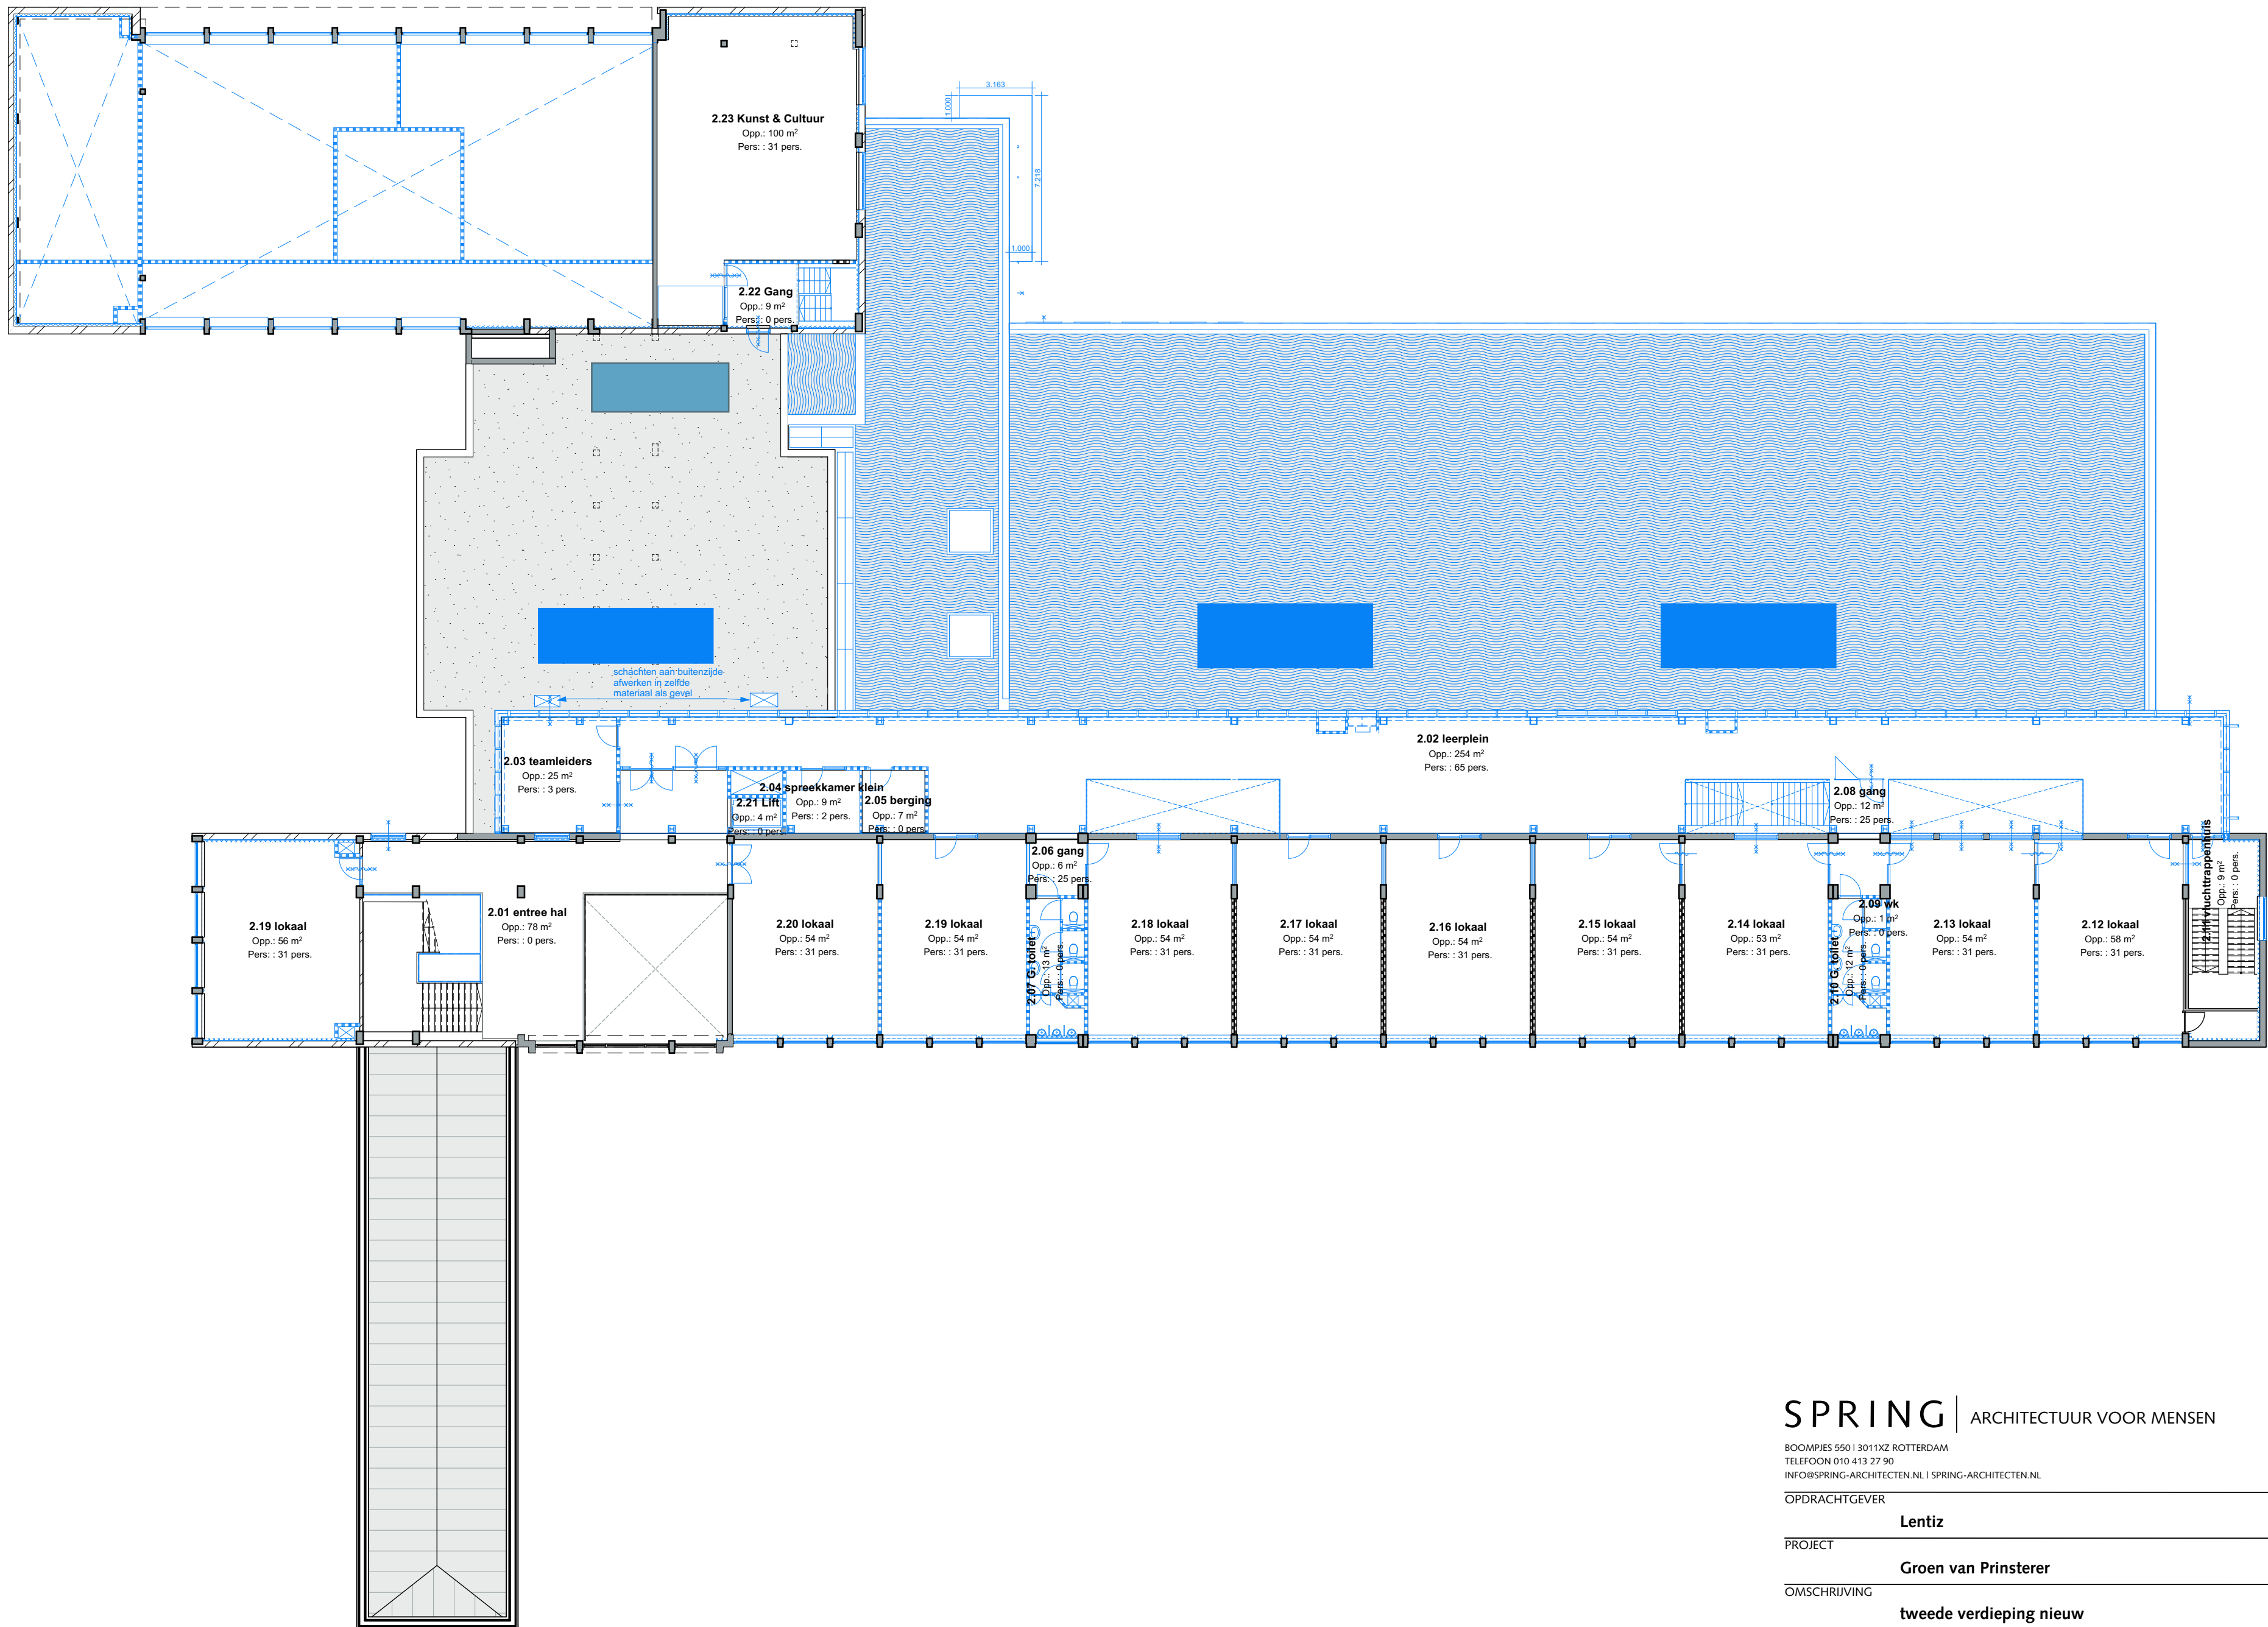 3.163
1.000
7.218
1.000
2.23 Kunst & Cultuur
Opp.: 100 m²
Pers: : 31 pers.
2.22 Gang
Opp.: 9 m²
Pers: : 0 pers.
schachten aan buitenzijde
afwerken in zelfde
materiaal als gevel
2.02 leerplein
Opp.: 254 m²
Pers: : 65 pers.
2.03 teamleiders
Opp.: 25 m²
Pers: : 3 pers.
2.04 spreekkamer klein
Opp.: 9 m²
Pers: : 2 pers.
2.21 Lift
Opp.: 4 m²
Pers: : 0 pers.
2.05 berging
Opp.: 7 m²
Pers: : 0 pers.
2.08 gang
Opp.: 12 m²
Pers: : 25 pers.
2.06 gang
Opp.: 6 m²
Pers: : 25 pers.
2.19 lokaal
Opp.: 56 m²
Pers: : 31 pers.
2.01 entree hal
Opp.: 78 m²
Pers: : 0 pers.
2.20 lokaal
Opp.: 54 m²
Pers: : 31 pers.
2.19 lokaal
Opp.: 54 m²
Pers: : 31 pers.
2.07 G. toilet
Opp.: 13 m²
Pers: : 0 pers.
2.18 lokaal
Opp.: 54 m²
Pers: : 31 pers.
2.17 lokaal
Opp.: 54 m²
Pers: : 31 pers.
2.16 lokaal
Opp.: 54 m²
Pers: : 31 pers.
2.15 lokaal
Opp.: 54 m²
Pers: : 31 pers.
2.14 lokaal
Opp.: 53 m²
Pers: : 31 pers.
2.10 G. toilet
Opp.: 12 m²
Pers: : 0 pers.
2.09 wk
Opp.: 1 m²
Pers: : 0 pers.
2.13 lokaal
Opp.: 54 m²
Pers: : 31 pers.
2.12 lokaal
Opp.: 58 m²
Pers: : 31 pers.
2.11 vluchttrappenhuis
Opp.: 9 m²
Pers: : 0 pers.
SPRING | ARCHITECTUUR VOOR MENSEN
BOOMPJES 550 | 3011XZ ROTTERDAM
TELEFOON 010 413 27 90
INFO@SPRING-ARCHITECTEN.NL | SPRING-ARCHITECTEN.NL
OPDRACHTGEVER
Lentiz
PROJECT
Groen van Prinsterer
OMSCHRIJVING
tweede verdieping nieuw